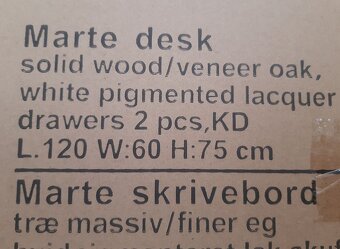 Marte desk
solid wood/veneer oak,
white pigmented lacquer
drawers 2 pcs,KD
L.120 W:60 H:75 cm
Marte skrivebord
træ massiv/finer eg